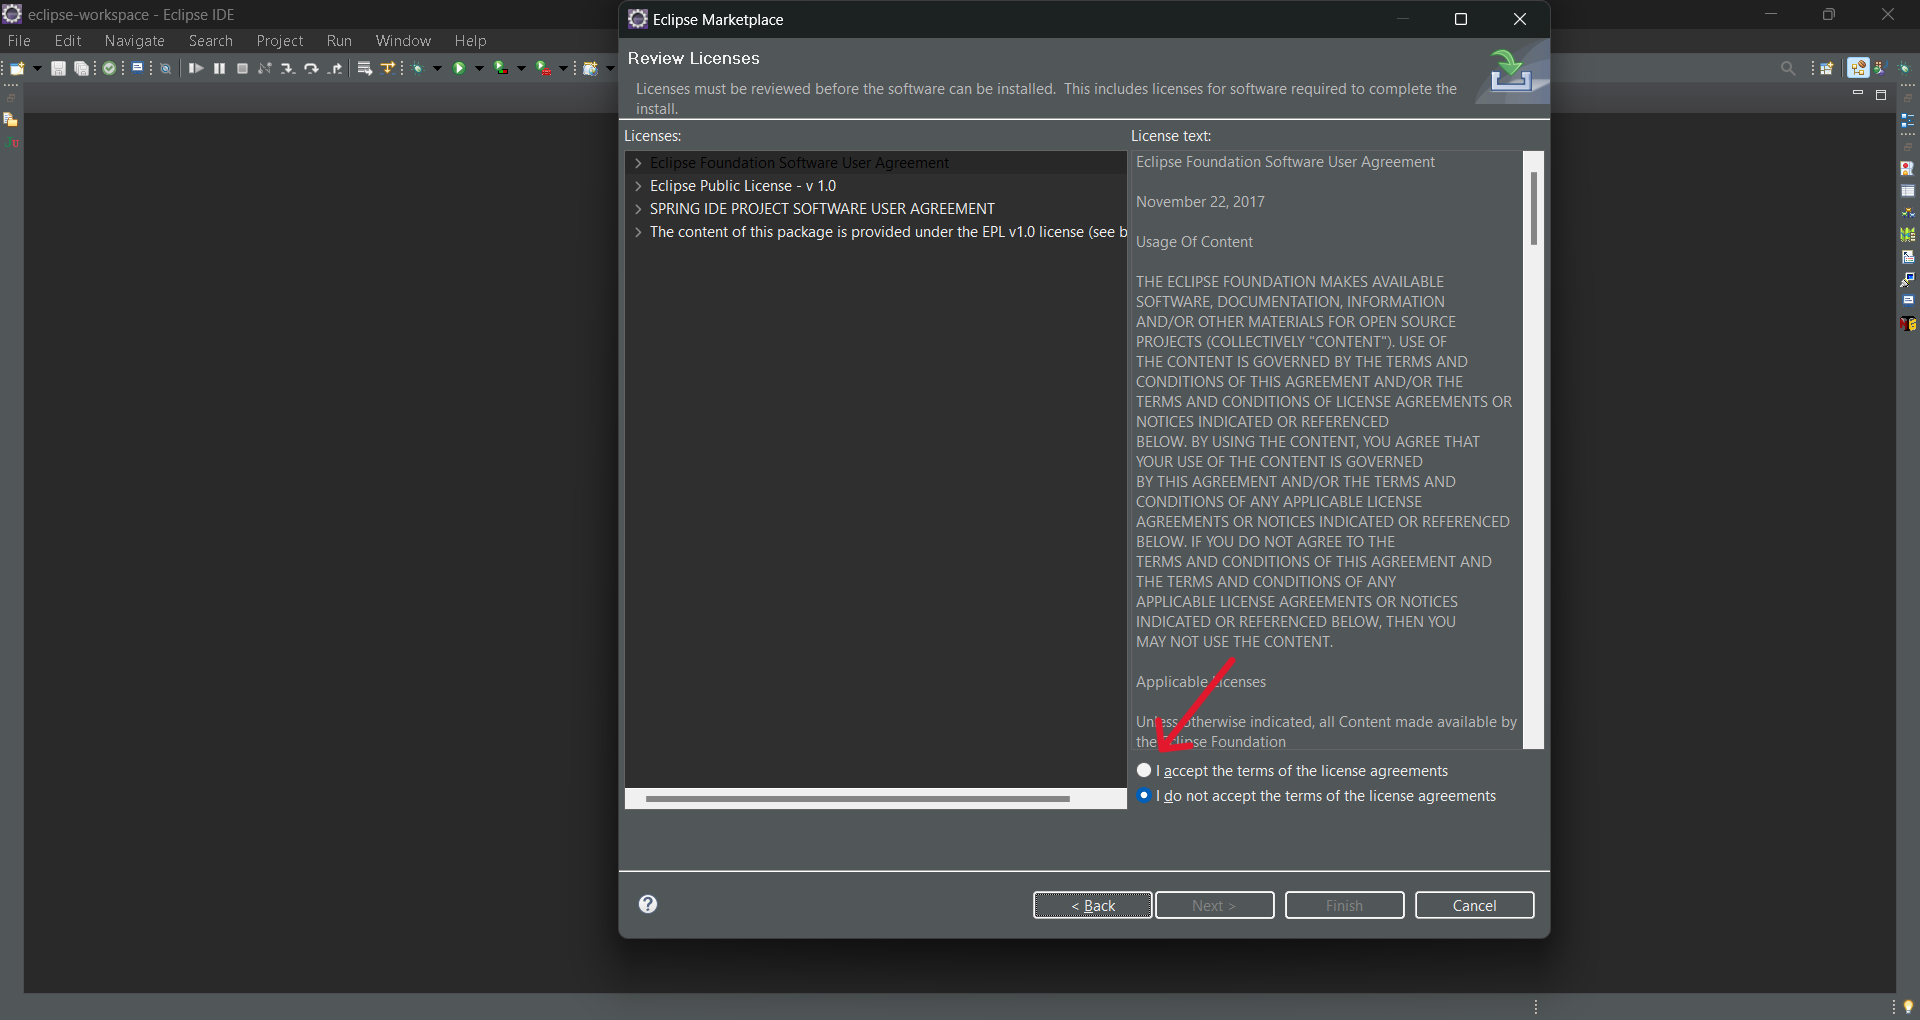 eclipse-workspace - Eclipse IDE
File Edit Navigate Search Project Run Window Help
Eclipse Marketplace
Review Licenses
Licenses must be reviewed before the software can be installed. This includes licenses for software required to complete the
install.
Licenses:
Eclipse Foundation Software User Agreement
Eclipse Public License - v 1.0
SPRING IDE PROJECT SOFTWARE USER AGREEMENT
The content of this package is provided under the EPL v1.0 license (see b
License text:
Eclipse Foundation Software User Agreement
November 22, 2017
Usage Of Content
THE ECLIPSE FOUNDATION MAKES AVAILABLE
SOFTWARE, DOCUMENTATION, INFORMATION
AND/OR OTHER MATERIALS FOR OPEN SOURCE
PROJECTS (COLLECTIVELY "CONTENT"). USE OF
THE CONTENT IS GOVERNED BY THE TERMS AND
CONDITIONS OF THIS AGREEMENT AND/OR THE
TERMS AND CONDITIONS OF LICENSE AGREEMENTS OR
NOTICES INDICATED OR REFERENCED
BELOW. BY USING THE CONTENT, YOU AGREE THAT
YOUR USE OF THE CONTENT IS GOVERNED
BY THIS AGREEMENT AND/OR THE TERMS AND
CONDITIONS OF ANY APPLICABLE LICENSE
AGREEMENTS OR NOTICES INDICATED OR REFERENCED
BELOW. IF YOU DO NOT AGREE TO THE
TERMS AND CONDITIONS OF THIS AGREEMENT AND
THE TERMS AND CONDITIONS OF ANY
APPLICABLE LICENSE AGREEMENTS OR NOTICES
INDICATED OR REFERENCED BELOW, THEN YOU
MAY NOT USE THE CONTENT.
Applicable Licenses
Unless otherwise indicated, all Content made available by
the Eclipse Foundation
I accept the terms of the license agreements
I do not accept the terms of the license agreements
< Back Next > Finish Cancel